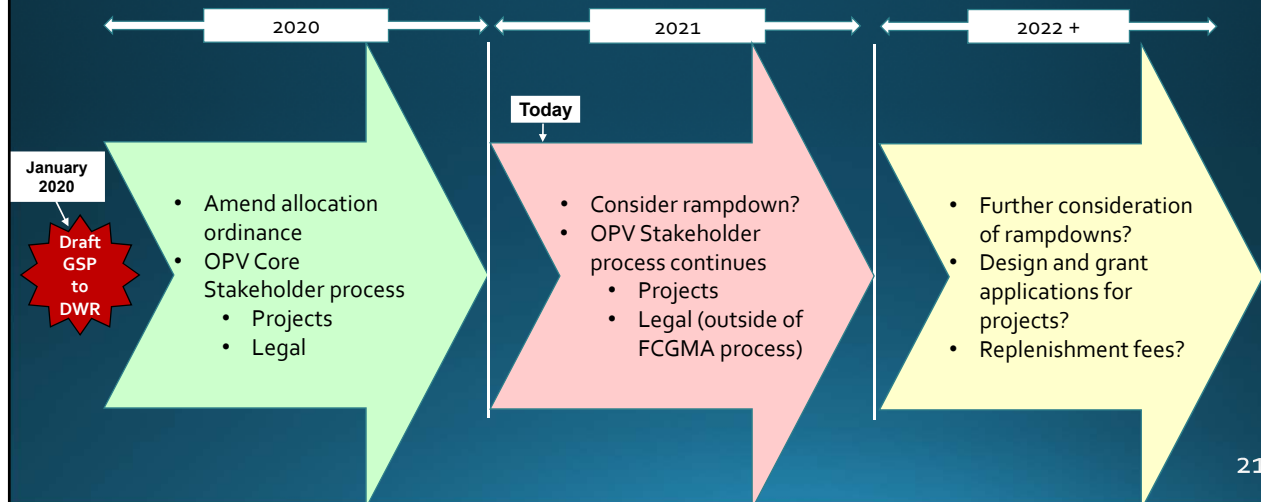 2020
2021
2022 +
Today
January
2020
Draft
GSP
to
DWR
• Amend allocation
ordinance
• OPV Core
Stakeholder process
• Projects
• Legal
• Consider rampdown?
• OPV Stakeholder
process continues
• Projects
• Legal (outside of
FCGMA process)
• Further consideration
of rampdowns?
• Design and grant
applications for
projects?
• Replenishment fees?
21